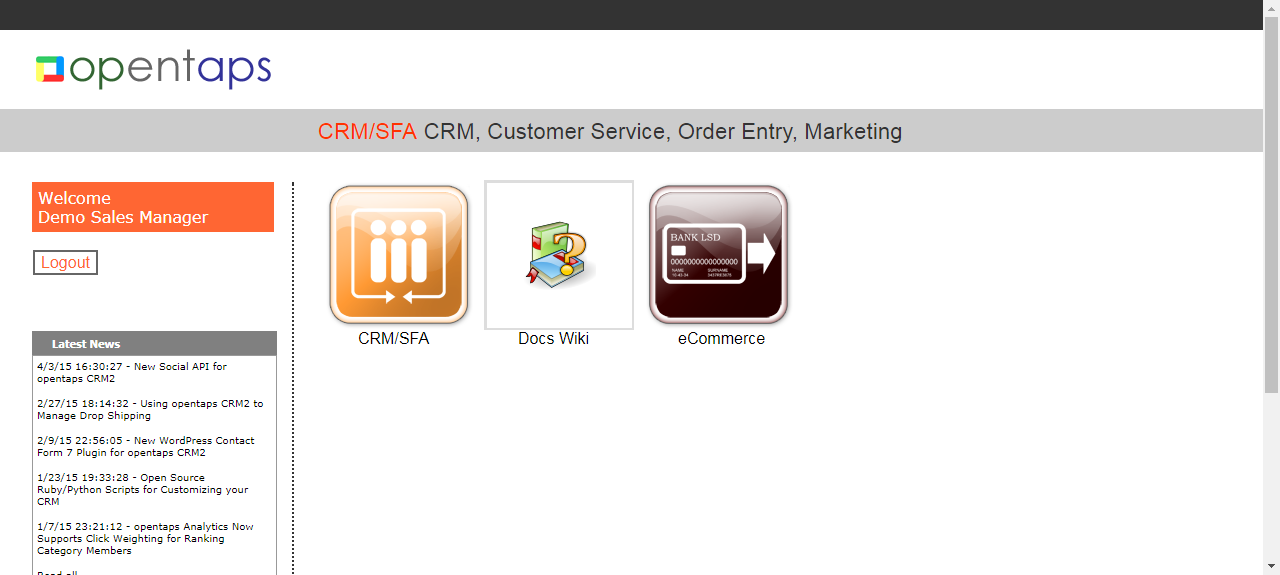 opentaps
CRM/SFA CRM, Customer Service, Order Entry, Marketing
Welcome
Demo Sales Manager
Logout
BANK LSD
0000000000000000
NAME SURNAME
CRM/SFA
Docs Wiki
eCommerce
Latest News
4/3/15 16:30:27 - New Social API for
opentaps CRM2
2/27/15 18:14:32 - Using opentaps CRM2 to
Manage Drop Shipping
2/9/15 22:56:05 - New WordPress Contact
Form 7 Plugin for opentaps CRM2
1/23/15 19:33:28 - Open Source
Ruby/Python Scripts for Customizing your
CRM
1/7/15 23:21:12 - opentaps Analytics Now
Supports Click Weighting for Ranking
Category Members
Read all